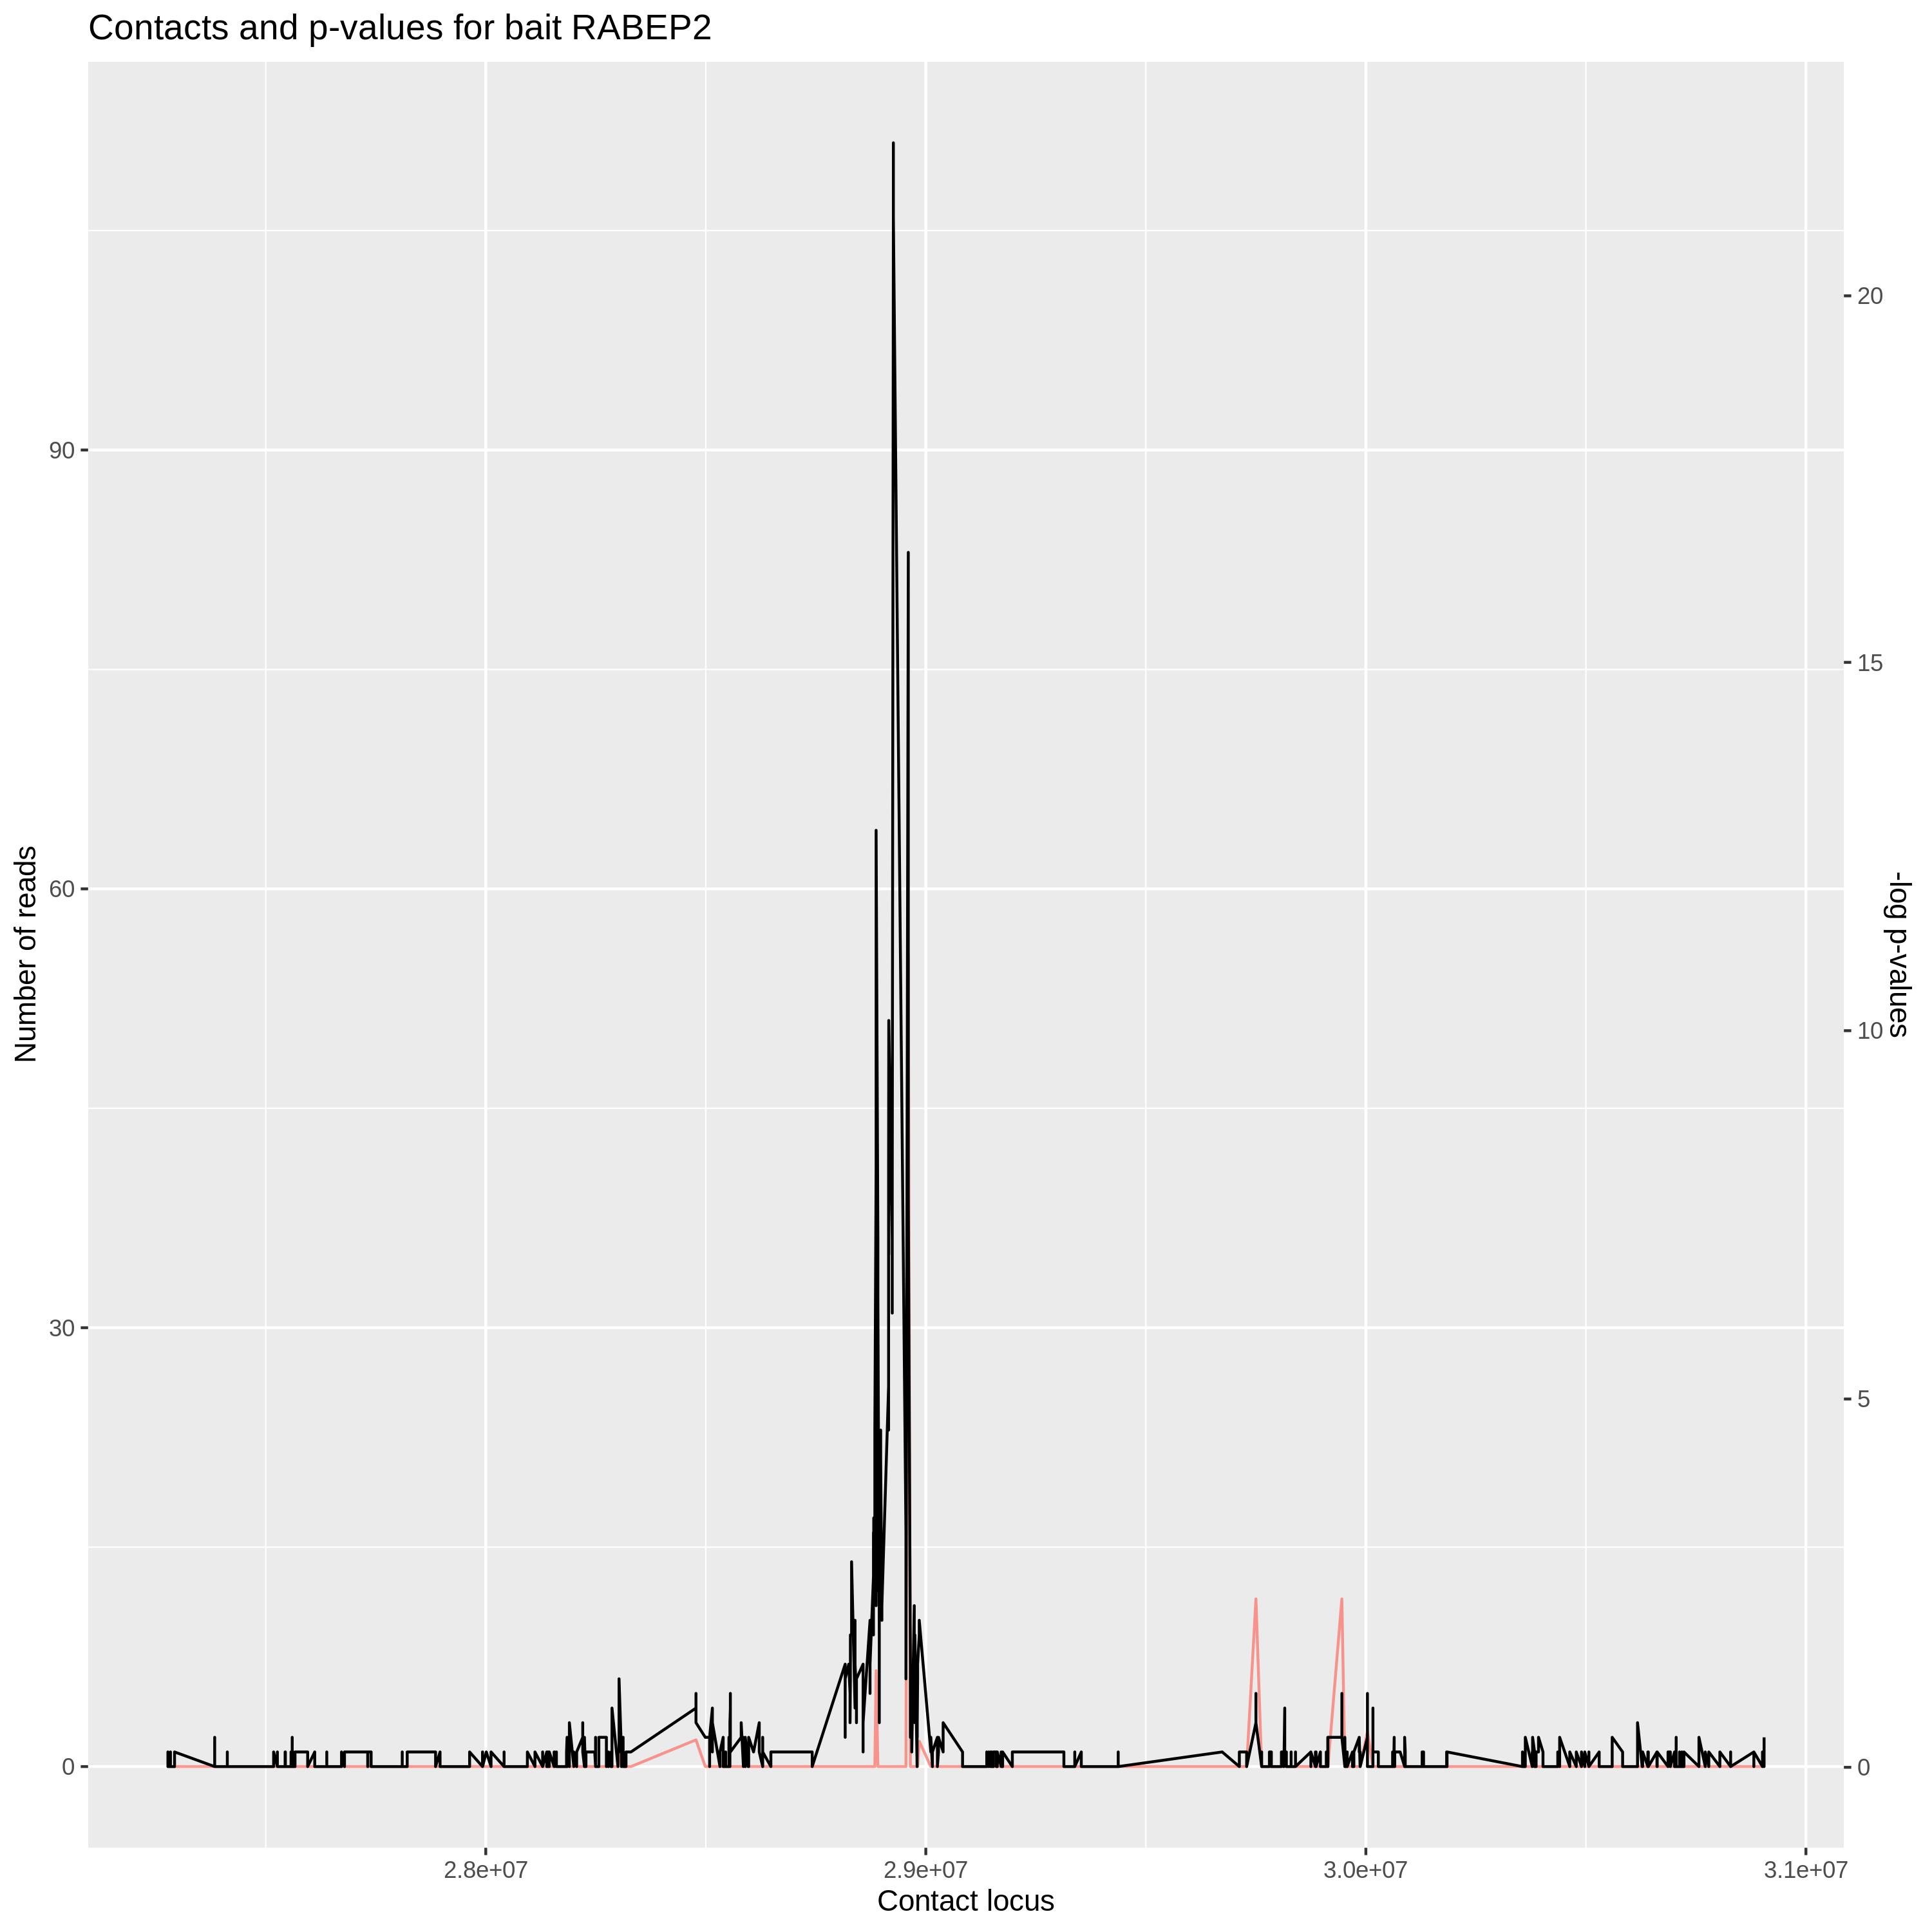 Contacts and p-values for bait RABEP2
90
60
30
0
Number of reads
20
15
10
5
0
-log p-values
2.8e+07
2.9e+07
3.0e+07
3.1e+07
Contact locus